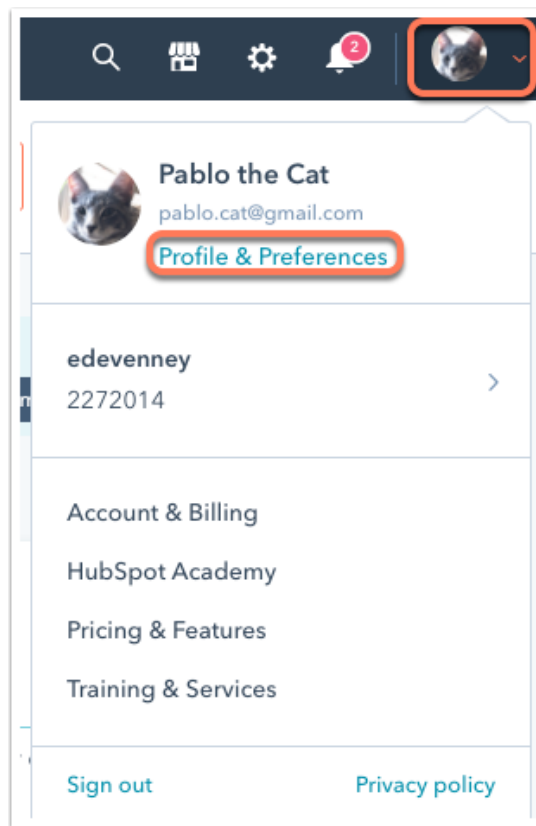 2
Pablo the Cat
pablo.cat@gmail.com
Profile & Preferences
edevenney
2272014
Account & Billing
HubSpot Academy
Pricing & Features
Training & Services
Sign out
Privacy policy